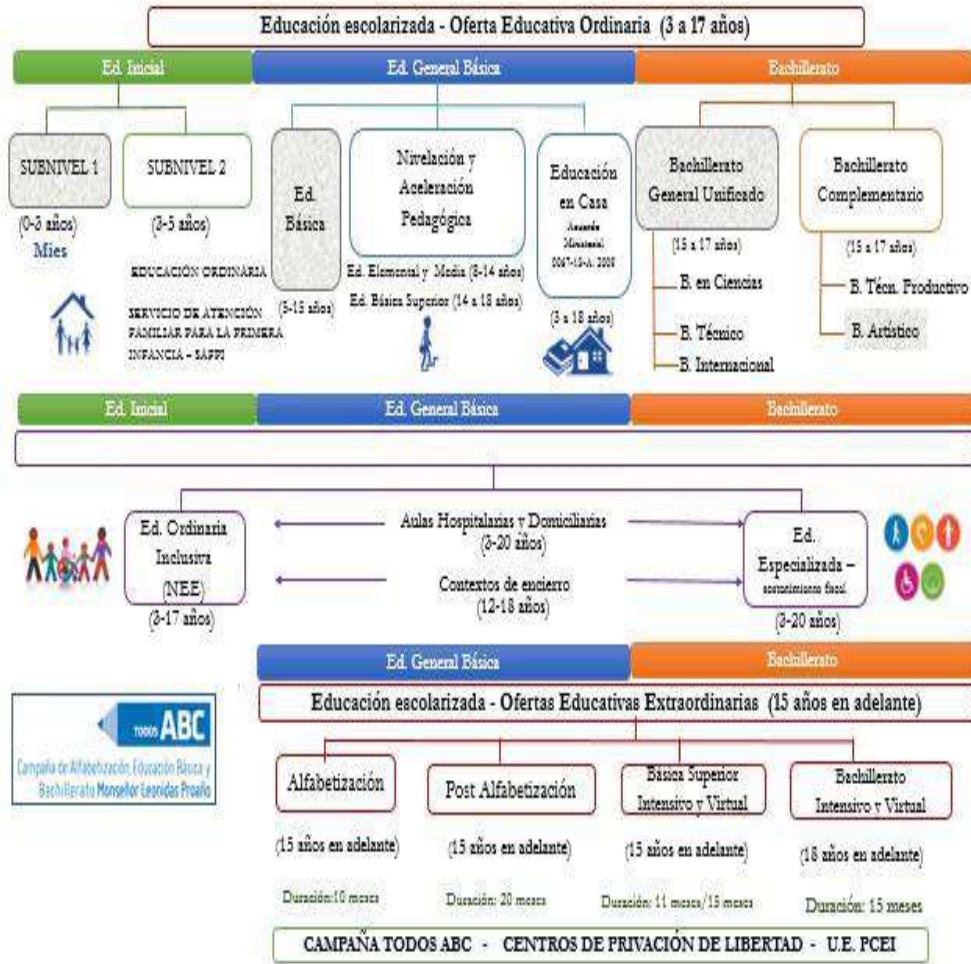 Educación escolarizada - Oferta Educativa Ordinaria (3 a 17 años)
Ed. Inicial
Ed. General Básica
Bachillerato
SUBNIVEL 1
(0-3 años)
Mies
SUBNIVEL 2
(3-5 años)
EDUCACIÓN ORDINARIA
SERVICIO DE ATENCIÓN
FAMILIAR PARA LA PRIMERA
INFANCIA – SAFPI
Ed.
Básica
(5-15 años)
Nivelación y
Aceleración
Pedagógica
Ed. Elemental y Media (8-14 años)
Ed. Básica Superior (14 a 18 años)
Educación
en Casa
Acuerdo
Ministerial
(3 a 18 años)
Bachillerato
General Unificado
(15 a 17 años)
B. en Ciencias
B. Técnico
B. Internacional
Bachillerato
Complementario
(15 a 17 años)
B. Técn. Productivo
B. Artístico
Ed. Inicial
Ed. General Básica
Bachillerato
Ed. Ordinaria
Inclusiva
(NEE)
(3-17 años)
Aulas Hospitalarias y Domiciliarias
(3-20 años)
Contextos de encierro
(12-18 años)
Ed.
Especializada –
sostenimiento fiscal
(3-20 años)
Ed. General Básica
Bachillerato
Educación escolarizada - Ofertas Educativas Extraordinarias (15 años en adelante)
TODOS ABC
Campaña de Alfabetización, Educación Básica y
Bachillerato Monseñor Leonidas Proaño
Alfabetización
(15 años en adelante)
Duración:10 meses
Post Alfabetización
(15 años en adelante)
Duración: 20 meses
Básica Superior
Intensivo y Virtual
(15 años en adelante)
Duración: 11 meses/15 meses
Bachillerato
Intensivo y Virtual
(18 años en adelante)
Duración: 15 meses
CAMPAÑA TODOS ABC - CENTROS DE PRIVACIÓN DE LIBERTAD - U.E. PCEI